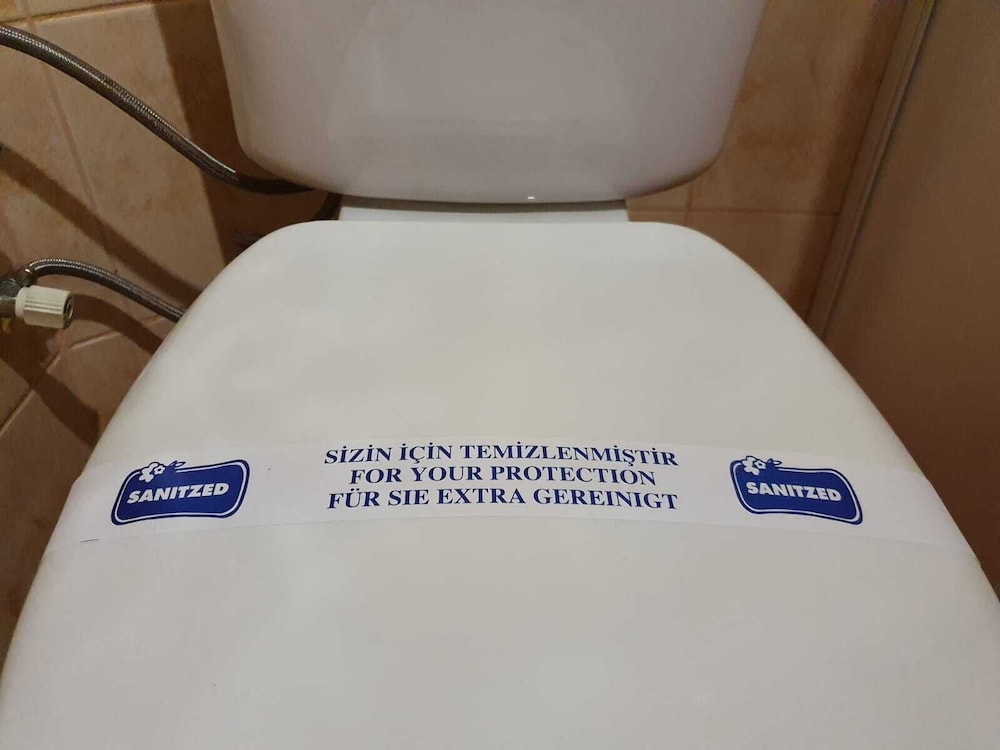 SANITZED
SİZİN İÇİN TEMİZLENMİŞTİR
FOR YOUR PROTECTION
FÜR SIE EXTRA GEREINIGT
SANITZED